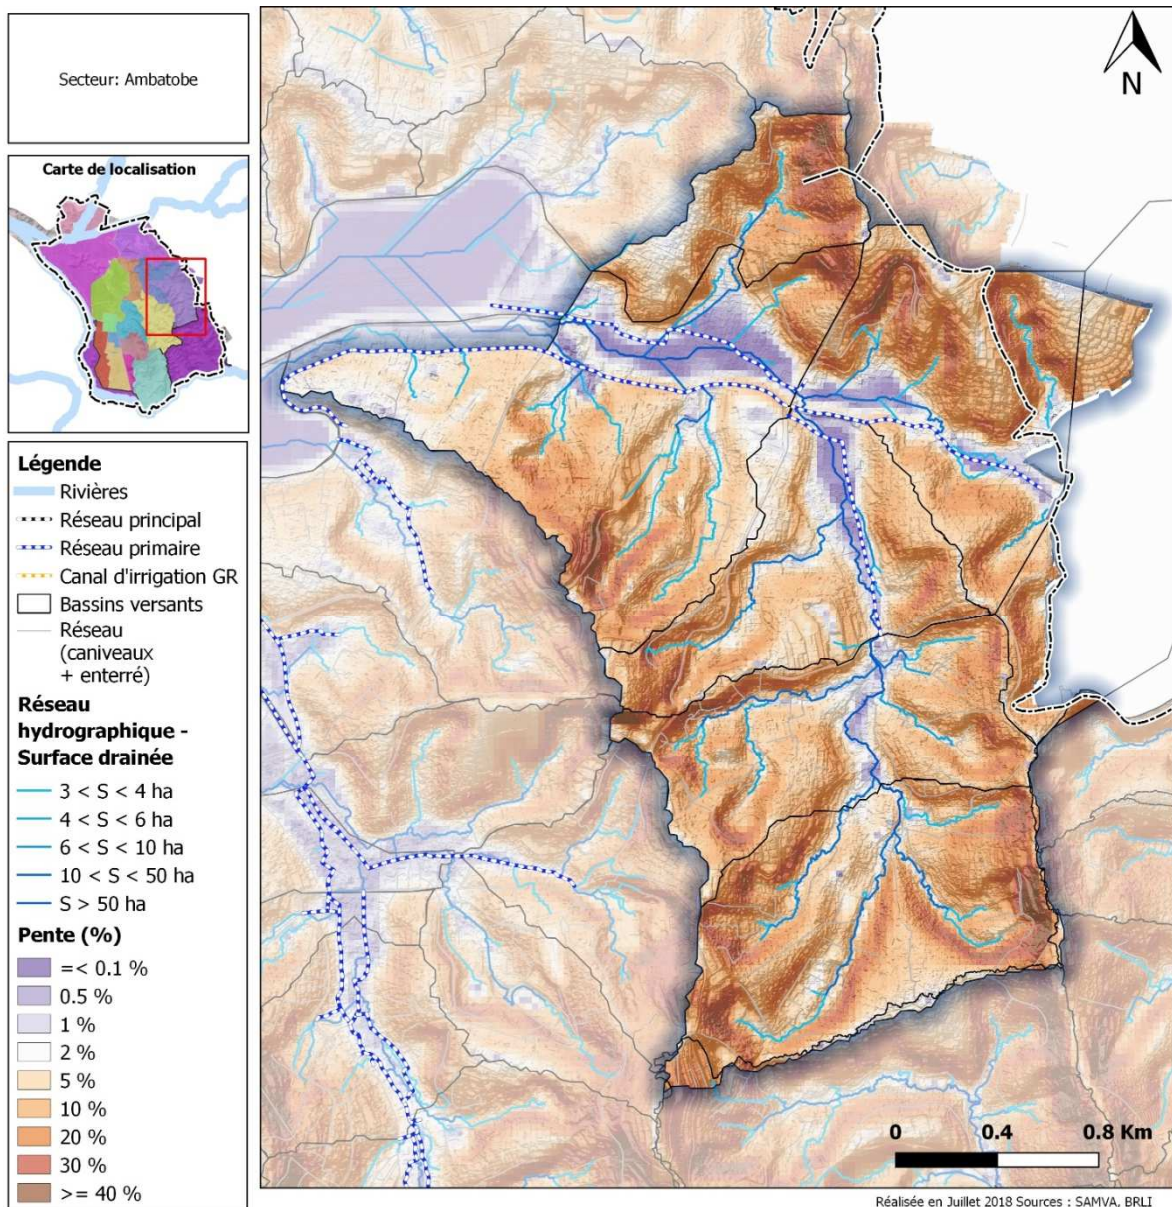 Secteur: Ambatobe
Carte de localisation
Légende
Rivières
Réseau principal
Réseau primaire
Canal d'irrigation GR
Bassins versants
Réseau
(caniveaux
+ enterré)
Réseau
hydrographique -
Surface drainée
3 < S < 4 ha
4 < S < 6 ha
6 < S < 10 ha
10 < S < 50 ha
S > 50 ha
Pente (%)
=< 0.1 %
0.5 %
1 %
2 %
5 %
10 %
20 %
30 %
>= 40 %
N
0 0.4 0.8 Km
Réalisée en Juillet 2018 Sources : SAMVA, BRLI